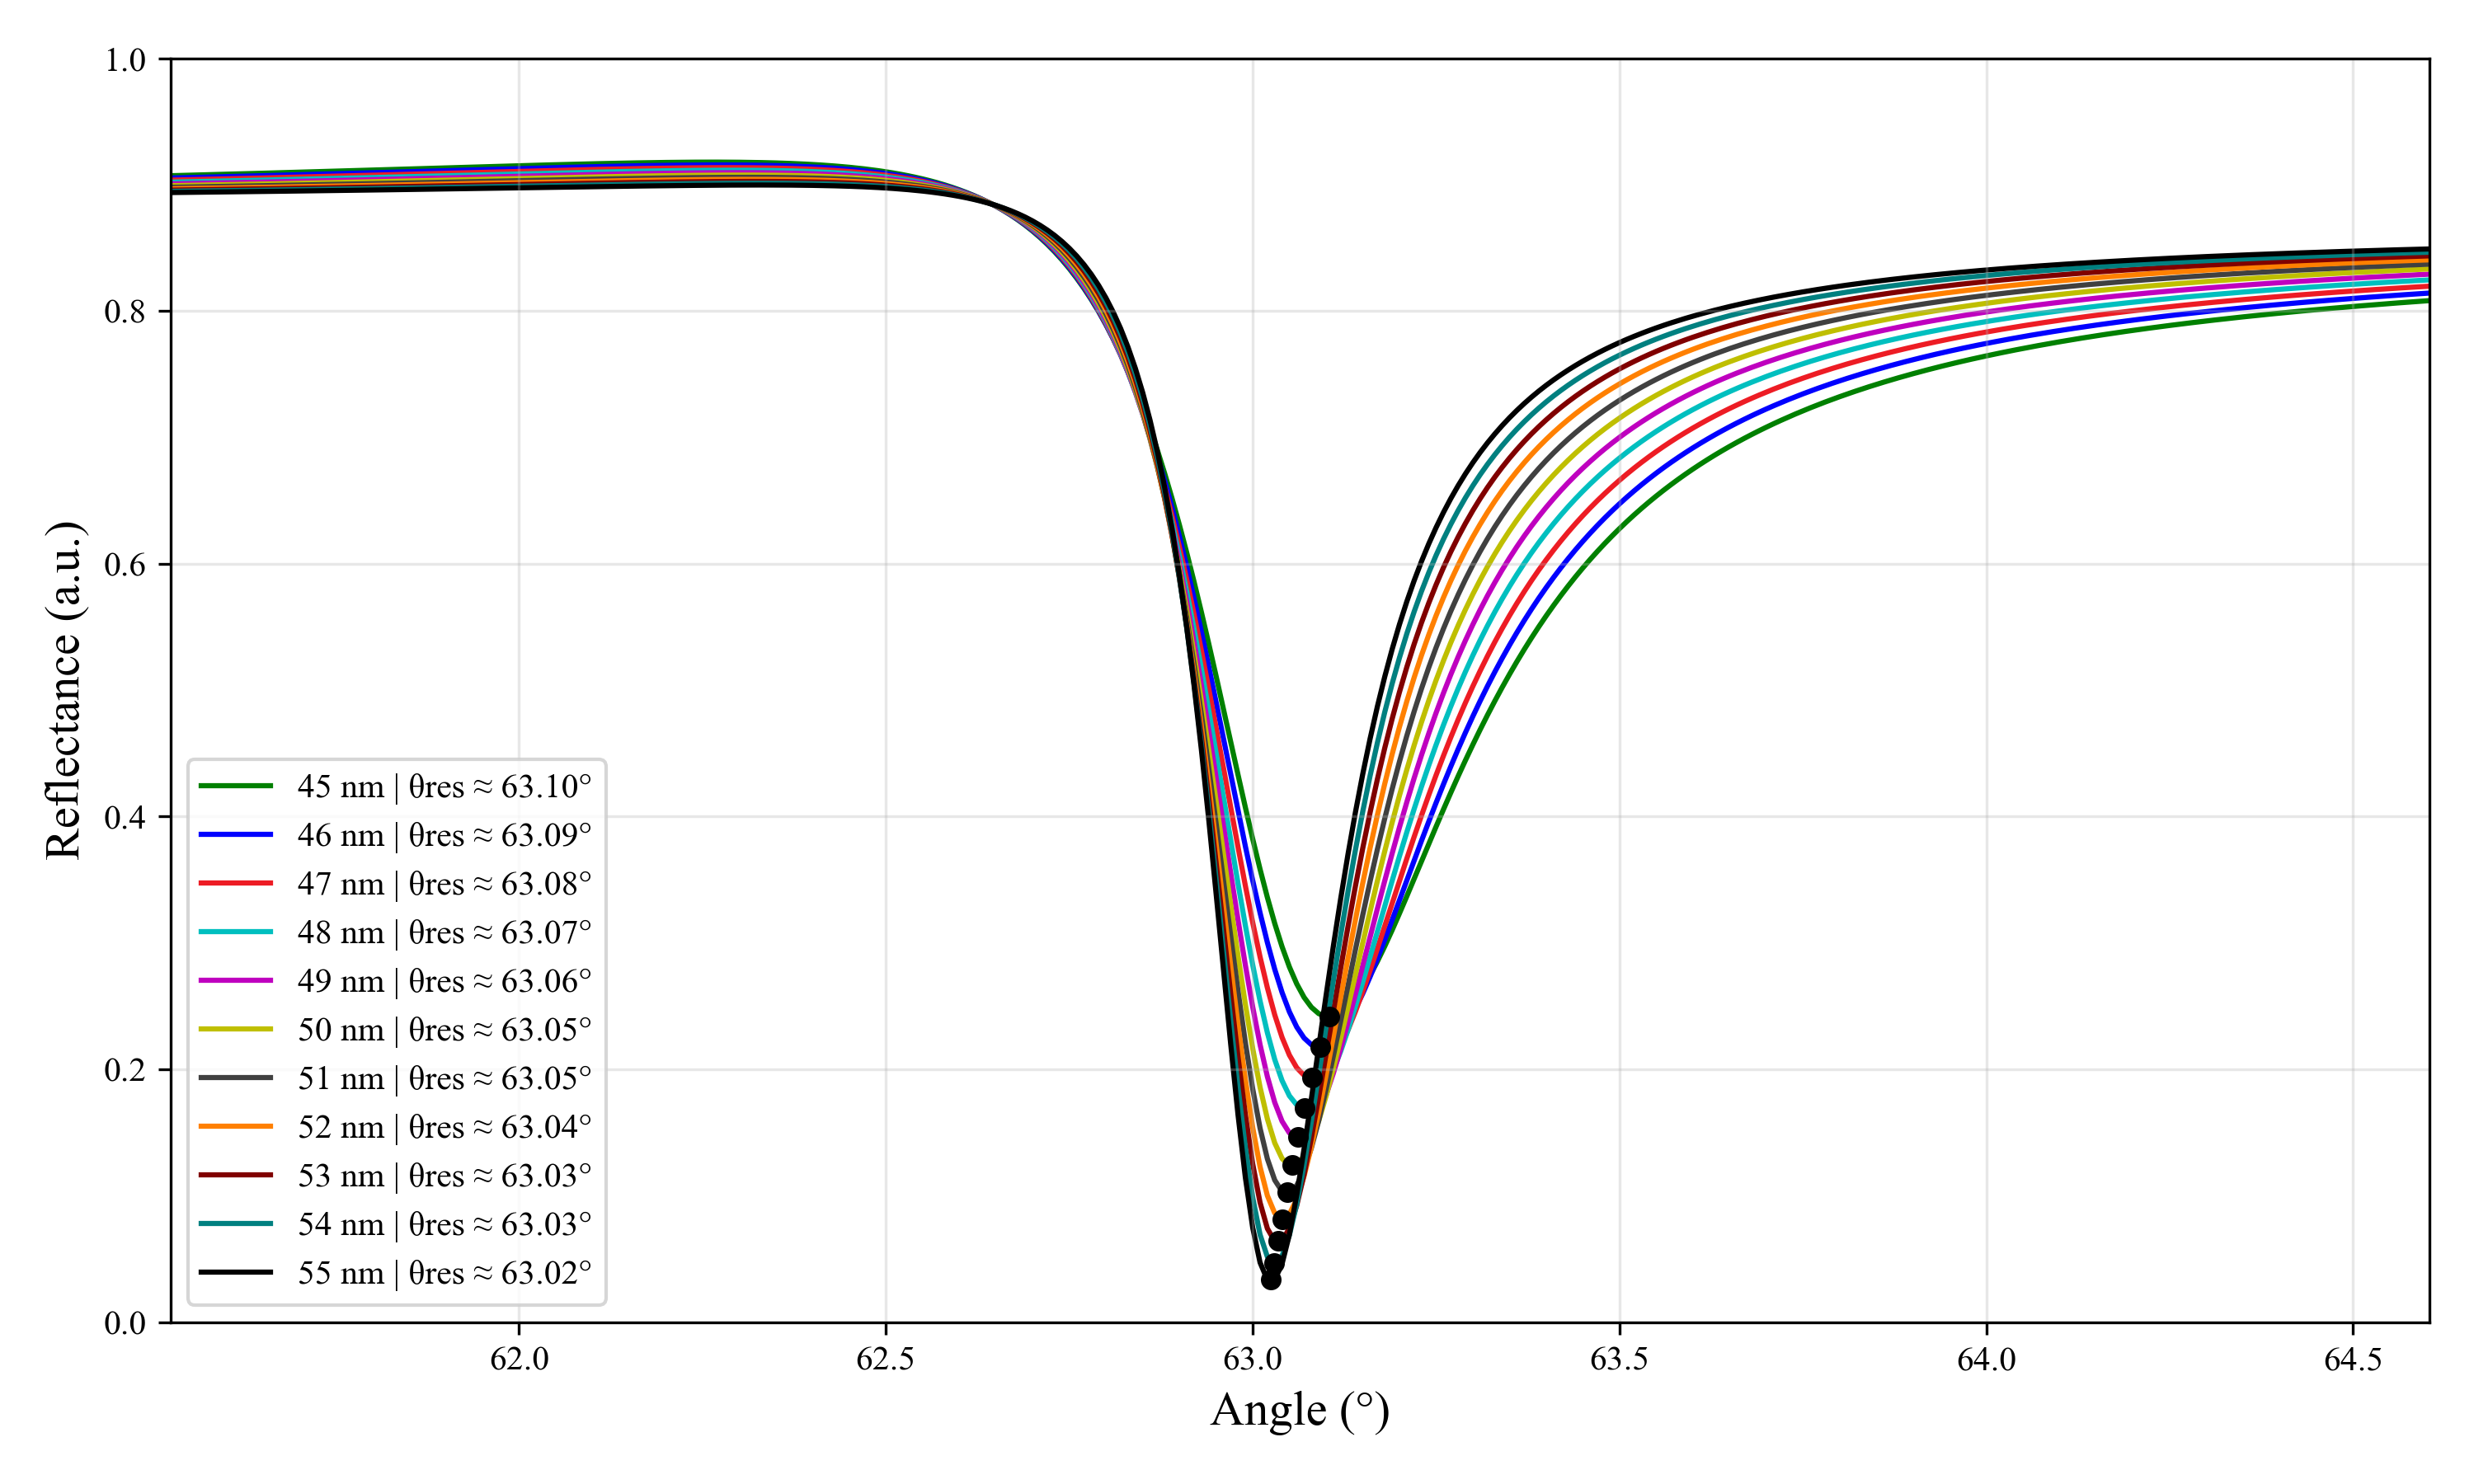 1.0
0.8
0.6
0.4
0.2
0.0
Reflectance (a.u.)
45 nm | θres ≈ 63.10°
46 nm | θres ≈ 63.09°
47 nm | θres ≈ 63.08°
48 nm | θres ≈ 63.07°
49 nm | θres ≈ 63.06°
50 nm | θres ≈ 63.05°
51 nm | θres ≈ 63.05°
52 nm | θres ≈ 63.04°
53 nm | θres ≈ 63.03°
54 nm | θres ≈ 63.03°
55 nm | θres ≈ 63.02°
62.0 62.5 63.0 63.5 64.0 64.5
Angle (°)